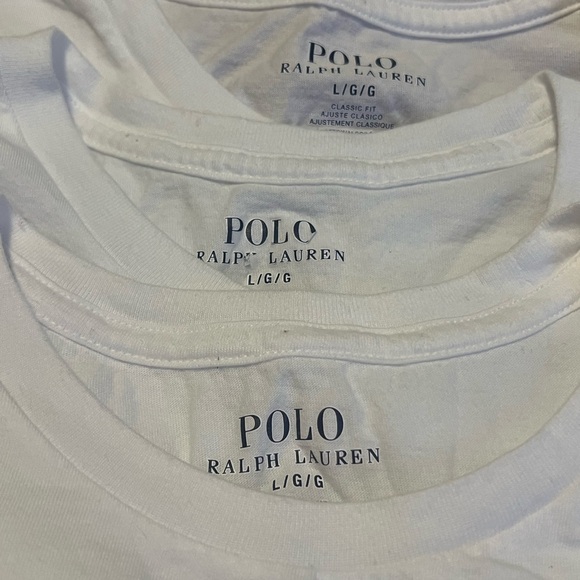 POLO
RALPH LAUREN
L/G/G
CLASSIC FIT
AJUSTE CLÁSICO
AJUSTEMENT CLASSIQUE
POLO
RALPH LAUREN
L/G/G
POLO
RALPH LAUREN
L/G/G